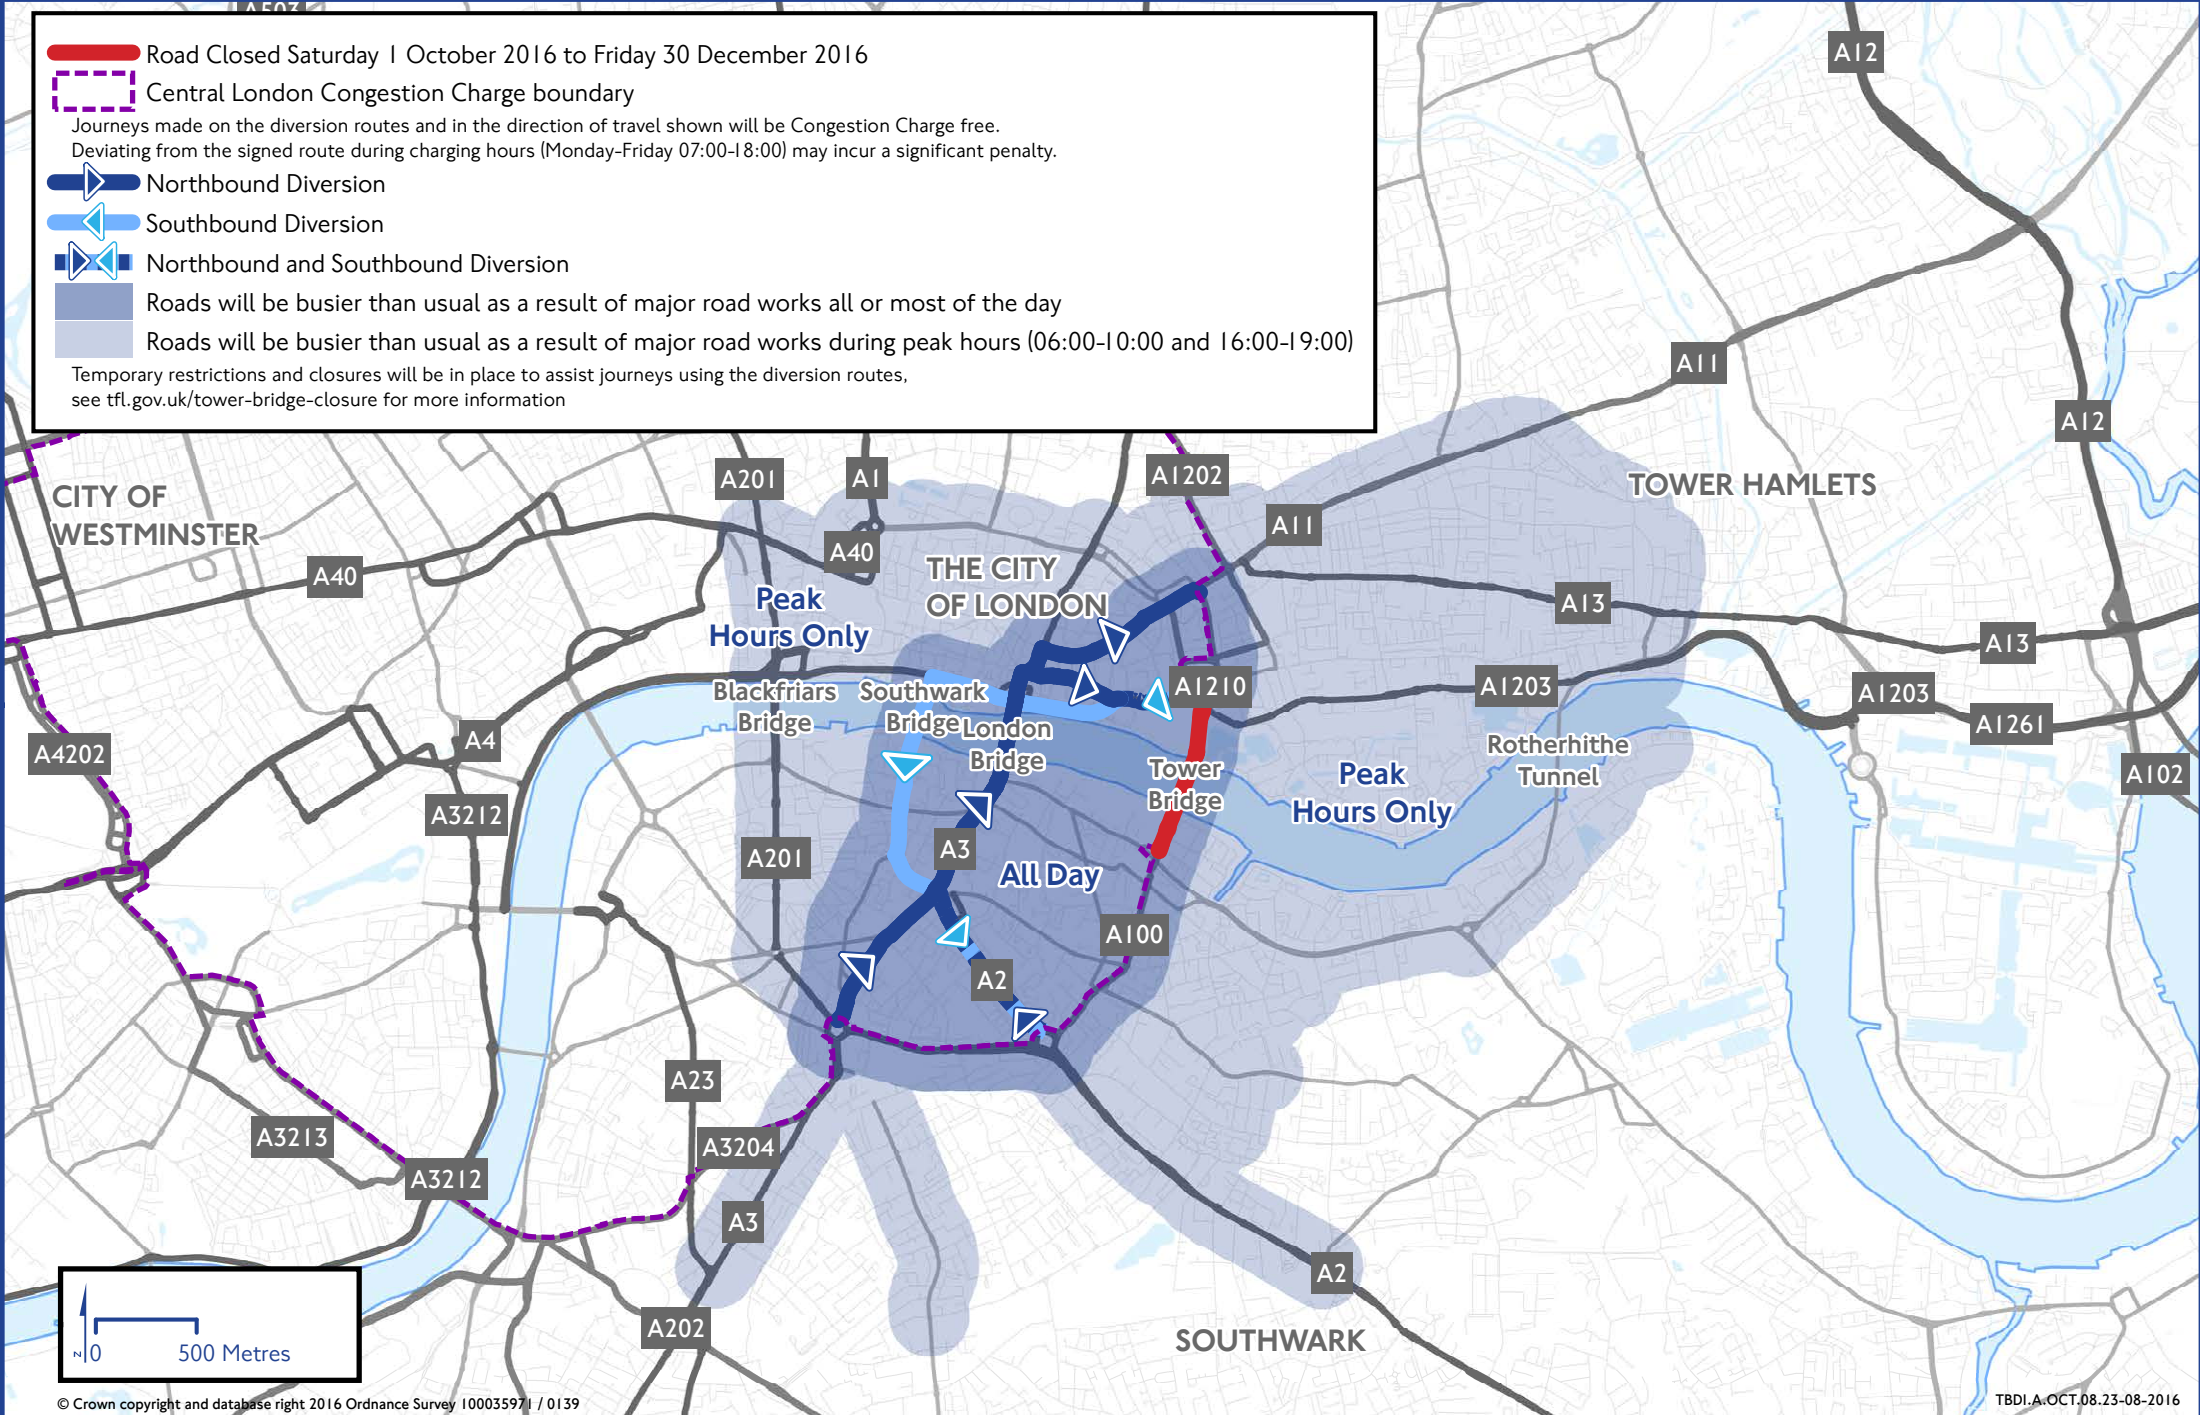 A503
Road Closed Saturday 1 October 2016 to Friday 30 December 2016
Central London Congestion Charge boundary
Journeys made on the diversion routes and in the direction of travel shown will be Congestion Charge free.
Deviating from the signed route during charging hours (Monday-Friday 07:00-18:00) may incur a significant penalty.
Northbound Diversion
Southbound Diversion
Northbound and Southbound Diversion
Roads will be busier than usual as a result of major road works all or most of the day
Roads will be busier than usual as a result of major road works during peak hours (06:00-10:00 and 16:00-19:00)
Temporary restrictions and closures will be in place to assist journeys using the diversion routes,
see tfl.gov.uk/tower-bridge-closure for more information
A12
A11
A12
A201
A1
A1202
CITY OF
WESTMINSTER
TOWER HAMLETS
A11
A40
A40
THE CITY
OF LONDON
Peak
Hours Only
A13
A13
Blackfriars
Bridge
Southwark
Bridge
London
Bridge
A1210
A1203
A1203
A1261
A4
A4202
Tower
Bridge
Peak
Hours Only
Rotherhithe
Tunnel
A102
A3212
A201
A3
All Day
A100
A2
A23
A3213
A3204
A3212
A3
A2
A202
SOUTHWARK
N
0
500 Metres
© Crown copyright and database right 2016 Ordnance Survey 100035971 / 0139
TBDI.A.OCT.08.23-08-2016